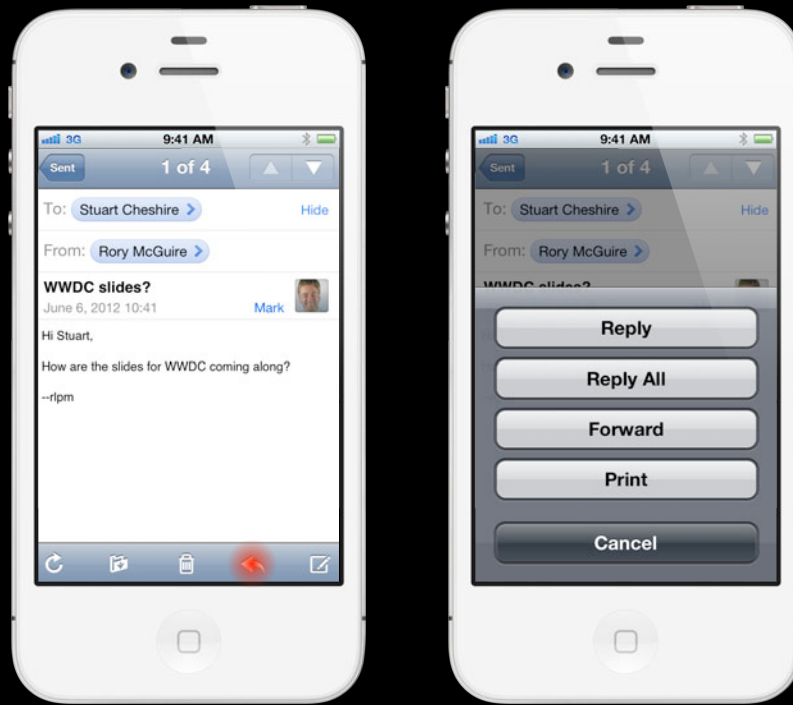 3G 9:41 AM
Sent 1 of 4
To: Stuart Cheshire
Hide
From: Rory McGuire
WWDC slides?
June 6, 2012 10:41
Mark
Hi Stuart,
How are the slides for WWDC coming along?
--rlpm
3G 9:41 AM
Sent 1 of 4
To: Stuart Cheshire
Hide
From: Rory McGuire
WWDC slides?
Reply
Reply All
Forward
Print
Cancel